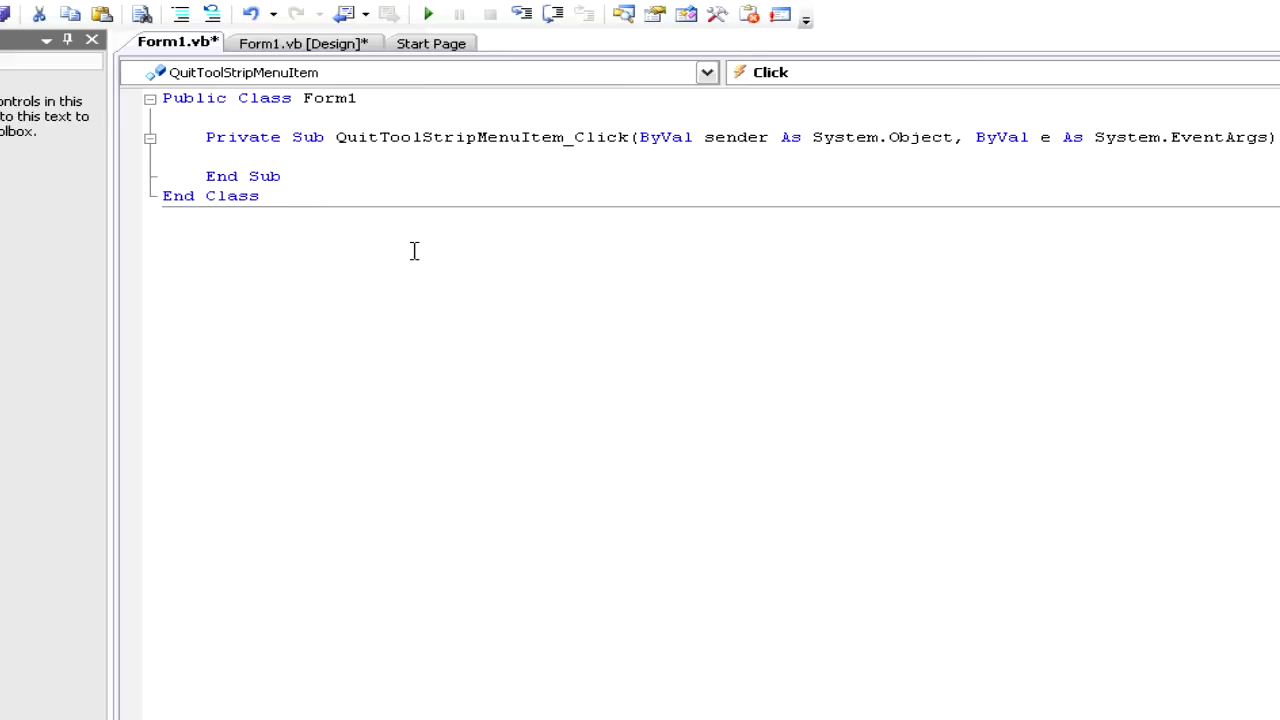 Form1.vb* Form1.vb [Design]* Start Page
QuitToolStripMenuItem Click
ontrols in this
to this text to
olbox.
Public Class Form1
Private Sub QuitToolStripMenuItem_Click(ByVal sender As System.Object, ByVal e As System.EventArgs)
End Sub
End Class